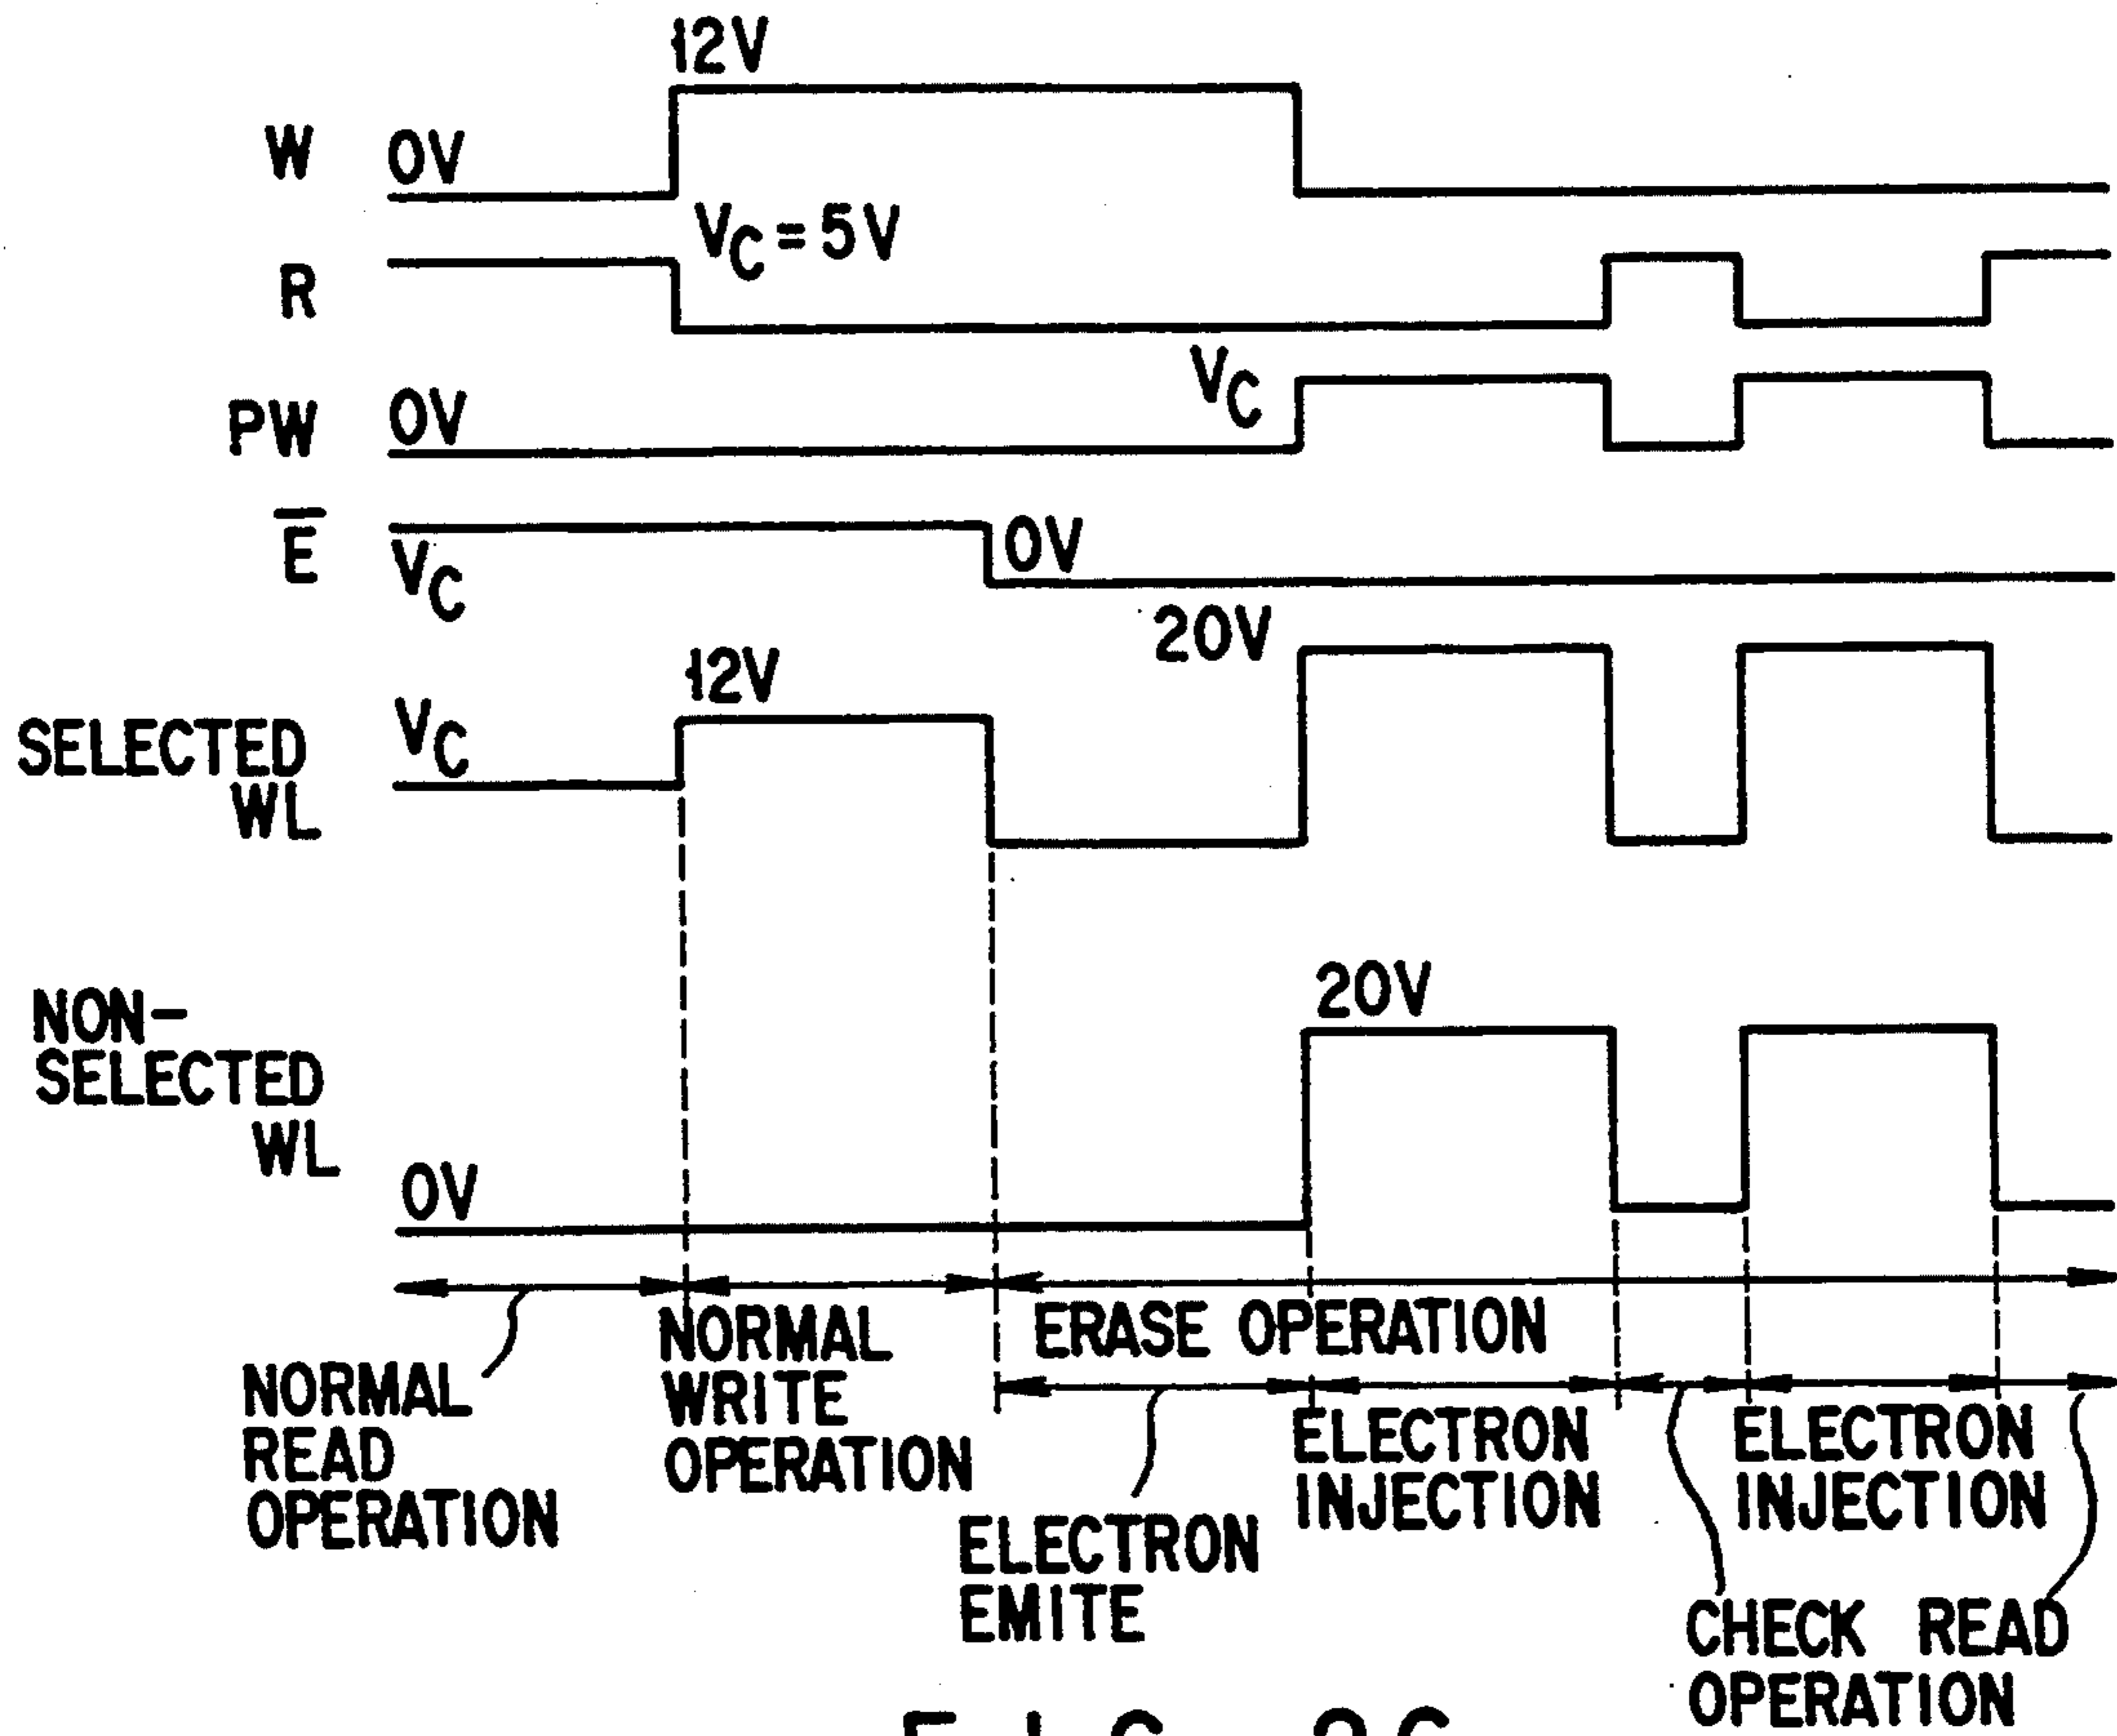 12V
W 0V
VC=5V
R
VC
PW 0V
E̅
VC
0V
20V
12V
VC
SELECTED
WL
20V
NON-
SELECTED
WL
0V
ERASE OPERATION
NORMAL
READ
OPERATION
NORMAL
WRITE
OPERATION
ELECTRON
EMITE
ELECTRON
INJECTION
ELECTRON
INJECTION
CHECK READ
OPERATION